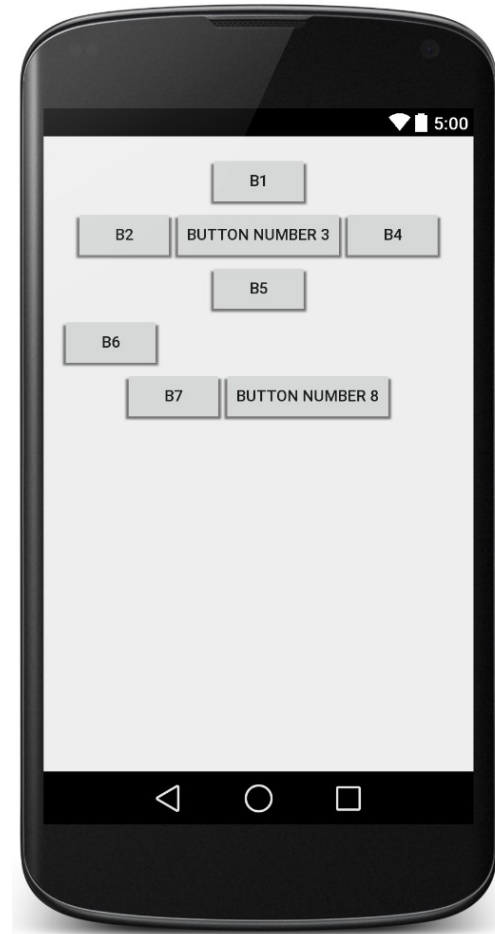 5:00
B1
B2 BUTTON NUMBER 3 B4
B5
B6
B7 BUTTON NUMBER 8